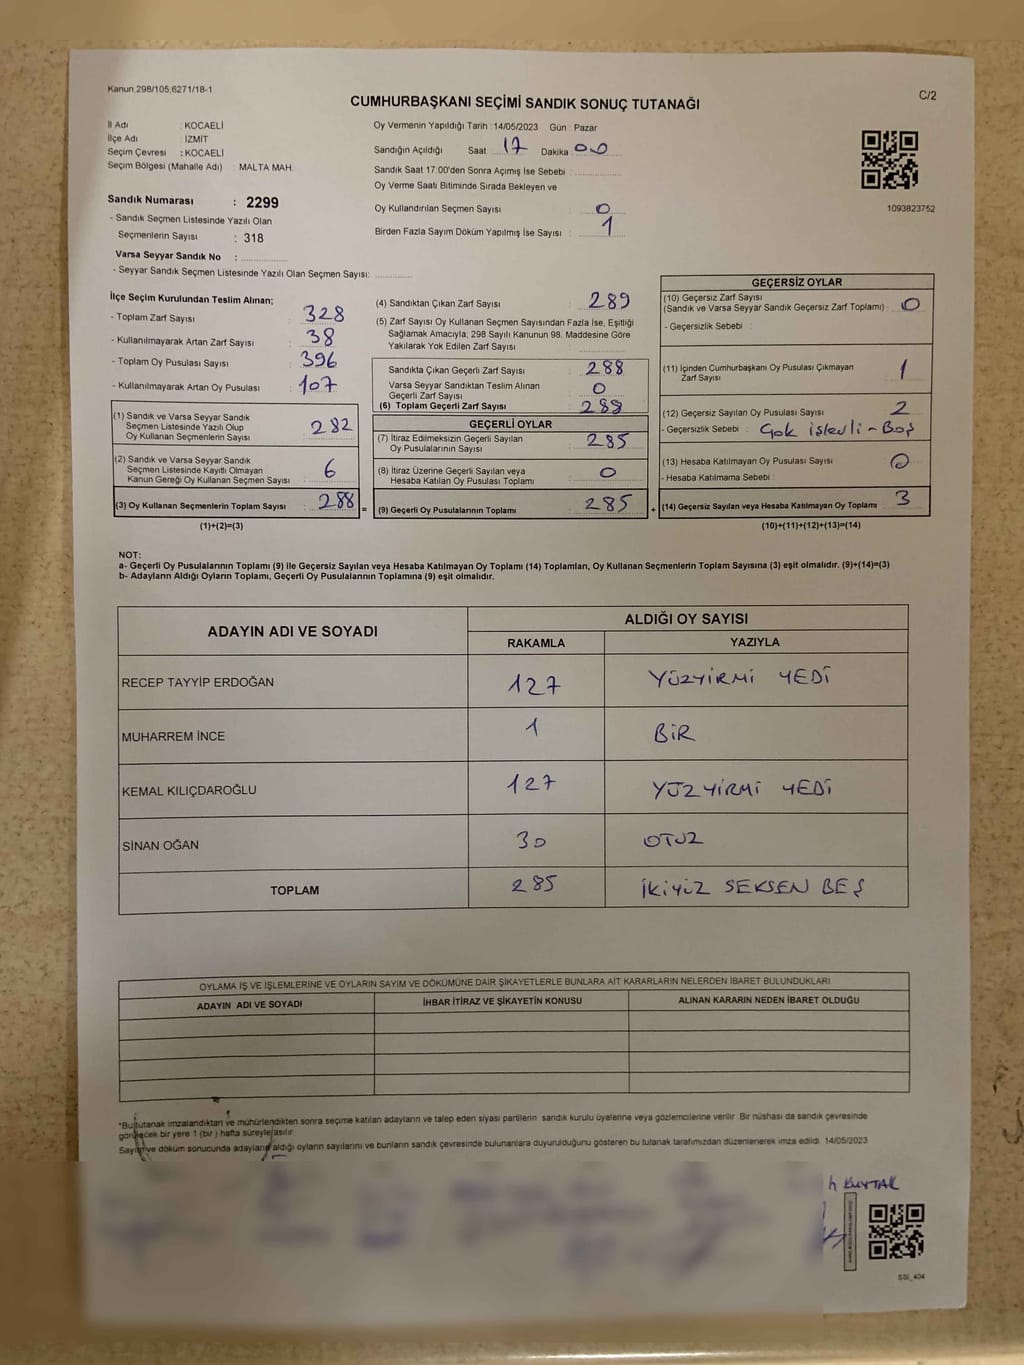 Kanun 298/105,6271/18-1
C/2
CUMHURBAŞKANI SEÇİMİ SANDIK SONUÇ TUTANAĞI
İl Adı : KOCAELİ
İlçe Adı : İZMİT
Seçim Çevresi : KOCAELİ
Seçim Bölgesi (Mahalle Adı) : MALTA MAH.
Sandık Numarası : 2299
- Sandık Seçmen Listesinde Yazılı Olan
Seçmenlerin Sayısı : 318
Varsa Seyyar Sandık No :
- Seyyar Sandık Seçmen Listesinde Yazılı Olan Seçmen Sayısı:
Oy Vermenin Yapıldığı Tarih : 14/05/2023 Gün : Pazar
Sandığın Açıldığı Saat 17 Dakika 00
Sandık Saat 17:00'den Sonra Açımış İse Sebebi :
Oy Verme Saati Bitiminde Sırada Bekleyen ve
Oy Kullandırılan Seçmen Sayısı : 0
Birden Fazla Sayım Döküm Yapılmış İse Sayısı : 1
1093823752
İlçe Seçim Kurulundan Teslim Alınan;
- Toplam Zarf Sayısı : 328
- Kullanılmayarak Artan Zarf Sayısı : 38
- Toplam Oy Pusulası Sayısı : 396
- Kullanılmayarak Artan Oy Pusulası : 107
(1) Sandık ve Varsa Seyyar Sandık
Seçmen Listesinde Yazılı Olup
Oy Kullanan Seçmenlerin Sayısı 282
(2) Sandık ve Varsa Seyyar Sandık
Seçmen Listesinde Kayıtlı Olmayan
Kanun Gereği Oy Kullanan Seçmen Sayısı : 6
(3) Oy Kullanan Seçmenlerin Toplam Sayısı : 288 =
(1)+(2)=(3)
(4) Sandıktan Çıkan Zarf Sayısı : 289
(5) Zarf Sayısı Oy Kullanan Seçmen Sayısından Fazla İse, Eşitliği
Sağlamak Amacıyla, 298 Sayılı Kanunun 98. Maddesine Göre
Yakılarak Yok Edilen Zarf Sayısı :
Sandıkta Çıkan Geçerli Zarf Sayısı : 288
Varsa Seyyar Sandıktan Teslim Alınan
Geçerli Zarf Sayısı : 0
(6) Toplam Geçerli Zarf Sayısı : 288
GEÇERLİ OYLAR
(7) İtiraz Edilmeksizin Geçerli Sayılan
Oy Pusulalarının Sayısı : 285
(8) İtiraz Üzerine Geçerli Sayılan veya
Hesaba Katılan Oy Pusulası Toplamı : 0
(9) Geçerli Oy Pusulalarının Toplamı : 285 +
GEÇERSİZ OYLAR
(10) Geçersiz Zarf Sayısı
(Sandık ve Varsa Seyyar Sandık Geçersiz Zarf Toplamı) : 0
- Geçersizlik Sebebi :
(11) İçinden Cumhurbaşkanı Oy Pusulası Çıkmayan
Zarf Sayısı : 1
(12) Geçersiz Sayılan Oy Pusulası Sayısı : 2
- Geçersizlik Sebebi : Çok işlevli - Boş
(13) Hesaba Katılmayan Oy Pusulası Sayısı : 0
- Hesaba Katılmama Sebebi :
(14) Geçersiz Sayılan veya Hesaba Katılmayan Oy Toplamı : 3
(10)+(11)+(12)+(13)=(14)
NOT:
a- Geçerli Oy Pusulalarının Toplamı (9) ile Geçersiz Sayılan veya Hesaba Katılmayan Oy Toplamı (14) Toplamları, Oy Kullanan Seçmenlerin Toplam Sayısına (3) eşit olmalıdır. (9)+(14)=(3)
b- Adayların Aldığı Oyların Toplamı, Geçerli Oy Pusulalarının Toplamına (9) eşit olmalıdır.
ADAYIN ADI VE SOYADI
ALDIĞI OY SAYISI
RAKAMLA YAZIYLA
RECEP TAYYİP ERDOĞAN 127 YÜZYİRMİ YEDİ
MUHARREM İNCE 1 BİR
KEMAL KILIÇDAROĞLU 127 YÜZYİRMİ YEDİ
SİNAN OĞAN 30 OTUZ
TOPLAM 285 İKİYÜZ SEKSEN BEŞ
OYLAMA İŞ VE İŞLEMLERİNE VE OYLARIN SAYIM VE DÖKÜMÜNE DAİR ŞİKAYETLERLE BUNLARA AİT KARARLARIN NELERDEN İBARET BULUNDUKLARI
ADAYIN ADI VE SOYADI İHBAR İTİRAZ VE ŞİKAYETİN KONUSU ALINAN KARARIN NEDEN İBARET OLDUĞU
*Bu tutanak imzalandıktan ve mühürlendikten sonra seçime katılan adayların ve talep eden siyasi partilerin sandık kurulu üyelerine veya gözlemcilerine verilir. Bir nüshası da sandık çevresinde
görülecek bir yere 1 (bir) hafta süreyle asılır.
Sayım ve döküm sonucunda adayların aldığı oyların sayılarını ve bunların sandık çevresinde bulunanlara duyurulduğunu gösteren bu tutanak tarafımızdan düzenlenerek imza edildi. 14/05/2023
SSI_404